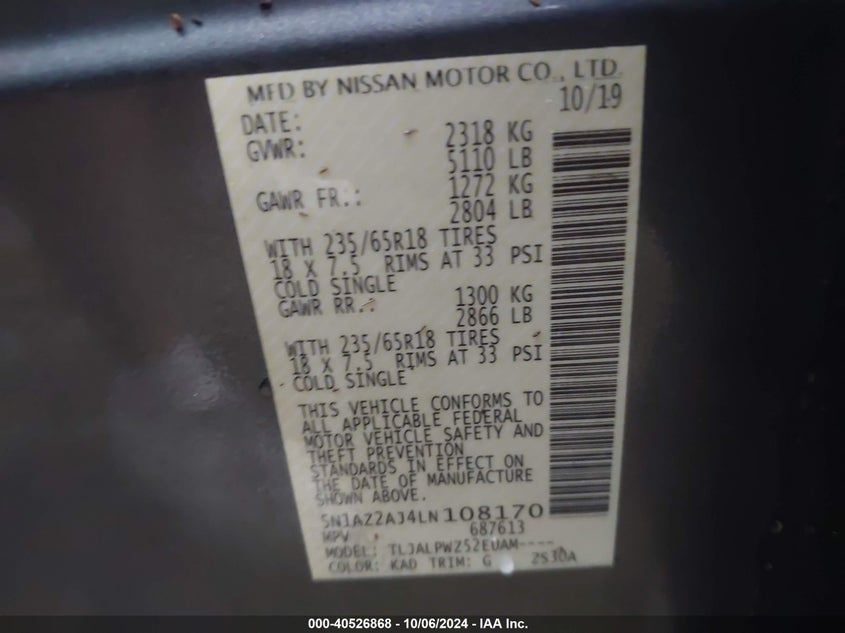 MFD BY NISSAN MOTOR CO., LTD.
DATE: 10/19
GVWR: 2318 KG
5110 LB
GAWR FR.: 1272 KG
2804 LB
WITH 235/65R18 TIRES
18 X 7.5 RIMS AT 33 PSI
COLD SINGLE
GAWR RR.: 1300 KG
2866 LB
WITH 235/65R18 TIRES
18 X 7.5 RIMS AT 33 PSI
COLD SINGLE
THIS VEHICLE CONFORMS TO
ALL APPLICABLE FEDERAL
MOTOR VEHICLE SAFETY AND
THEFT PREVENTION
STANDARDS IN EFFECT ON
THE DATE OF MANUFACTURE
SHOWN ABOVE.
5N1AZ2AJ4LN108170
MPV 687613
MODEL: TLJALPWZ52EUAM----
COLOR: KAD TRIM: G 2S30A
000-40526868 - 10/06/2024 - IAA Inc.